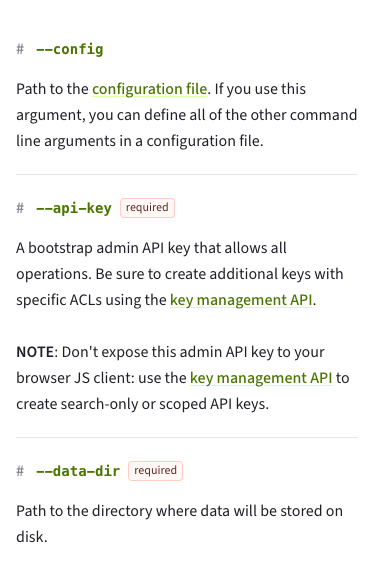 # --config
Path to the configuration file. If you use this
argument, you can define all of the other command
line arguments in a configuration file.
# --api-key required
A bootstrap admin API key that allows all
operations. Be sure to create additional keys with
specific ACLs using the key management API.
NOTE: Don't expose this admin API key to your
browser JS client: use the key management API to
create search-only or scoped API keys.
# --data-dir required
Path to the directory where data will be stored on
disk.